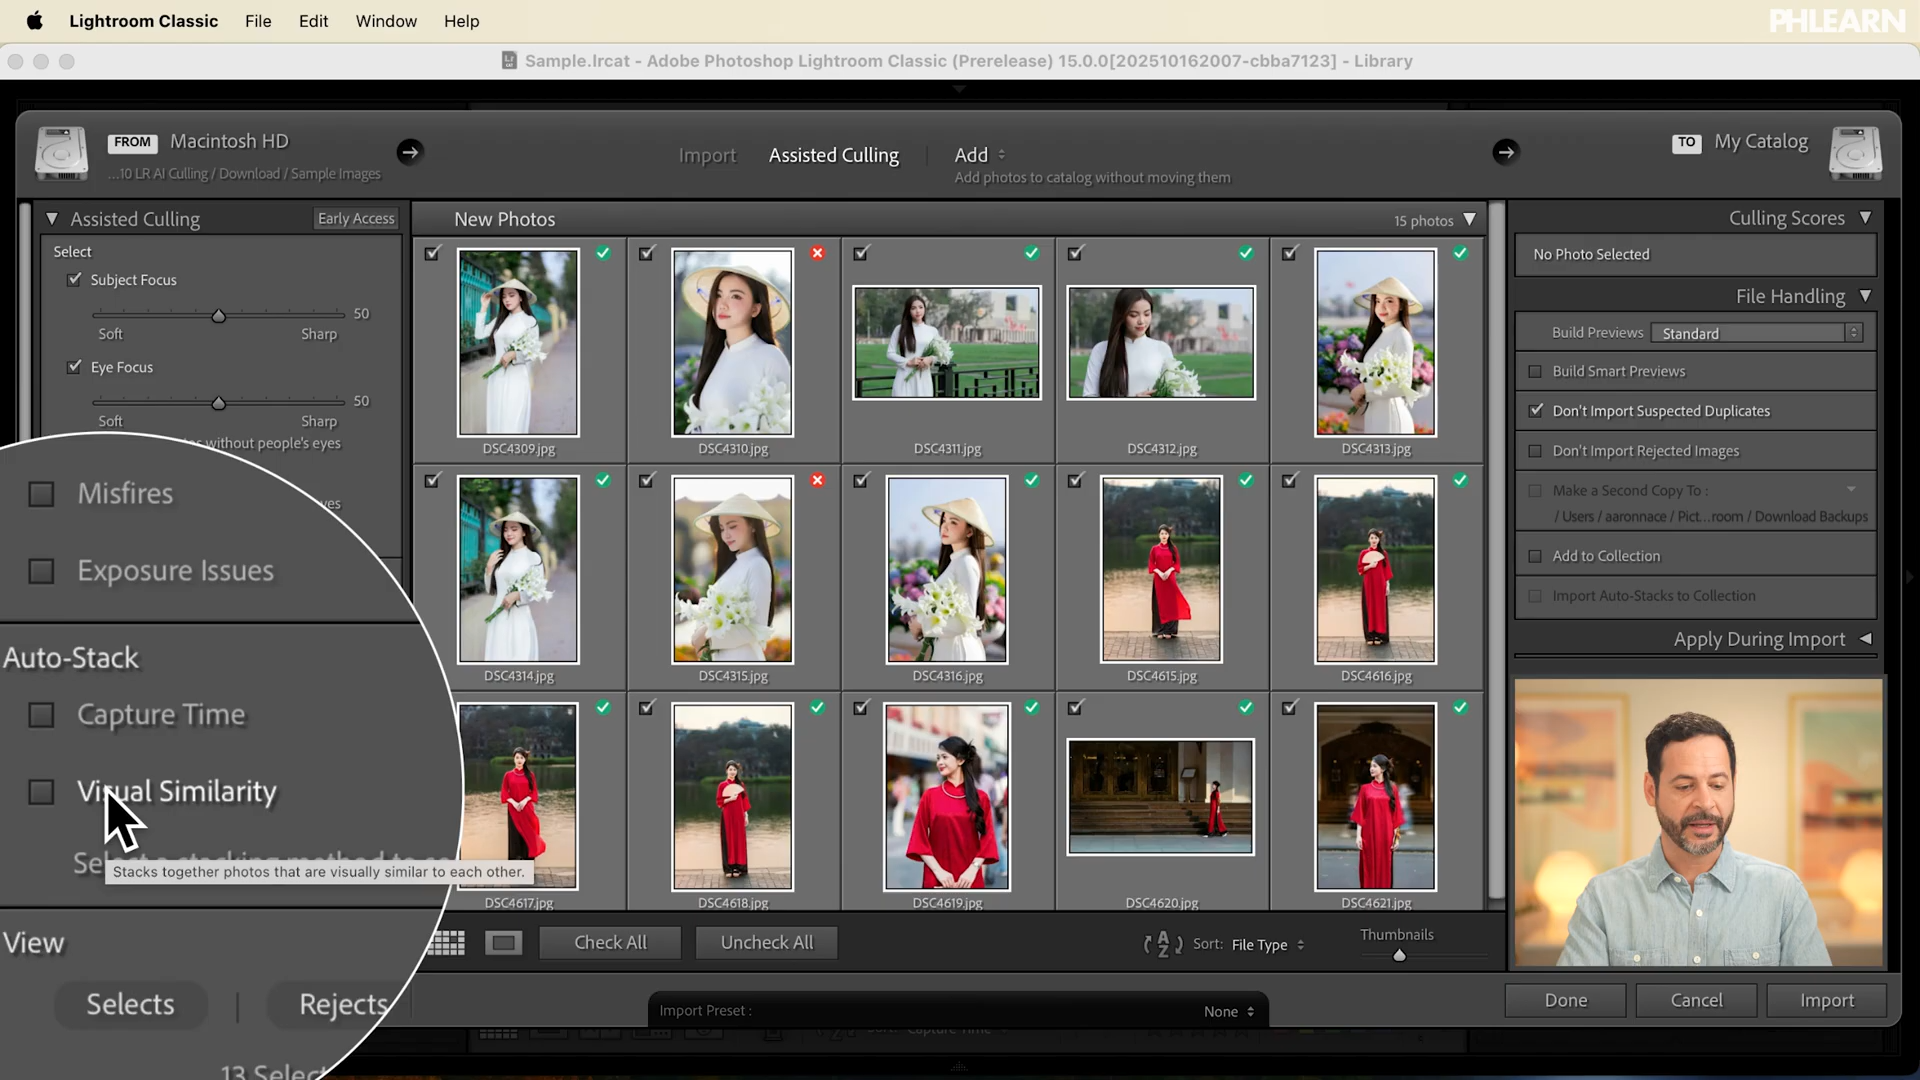 Lightroom Classic File Edit Window Help
PHLEARN
Sample.lrcat - Adobe Photoshop Lightroom Classic (Prerelease) 15.0.0[202510162007-cbba7123] - Library
FROM Macintosh HD
...10 LR AI Culling / Download / Sample Images
Import Assisted Culling Add
Add photos to catalog without moving them
TO My Catalog
Assisted Culling Early Access
Select
Subject Focus
50
Soft Sharp
Eye Focus
50
Soft Sharp
without people's eyes
Misfires
Exposure Issues
Auto-Stack
Capture Time
Visual Similarity
Select a stacking method to
Stacks together photos that are visually similar to each other.
View
Selects | Rejects
13 Select
New Photos 15 photos
DSC4309.jpg DSC4310.jpg DSC4311.jpg DSC4312.jpg DSC4313.jpg
DSC4314.jpg DSC4315.jpg DSC4316.jpg DSC4615.jpg DSC4616.jpg
DSC4617.jpg DSC4618.jpg DSC4619.jpg DSC4620.jpg DSC4621.jpg
Check All Uncheck All Sort: File Type Thumbnails
Import Preset : None
Culling Scores
No Photo Selected
File Handling
Build Previews Standard
Build Smart Previews
Don't Import Suspected Duplicates
Don't Import Rejected Images
Make a Second Copy To :
/ Users / aaronnace / Pict...room / Download Backups
Add to Collection
Import Auto-Stacks to Collection
Apply During Import
Done Cancel Import